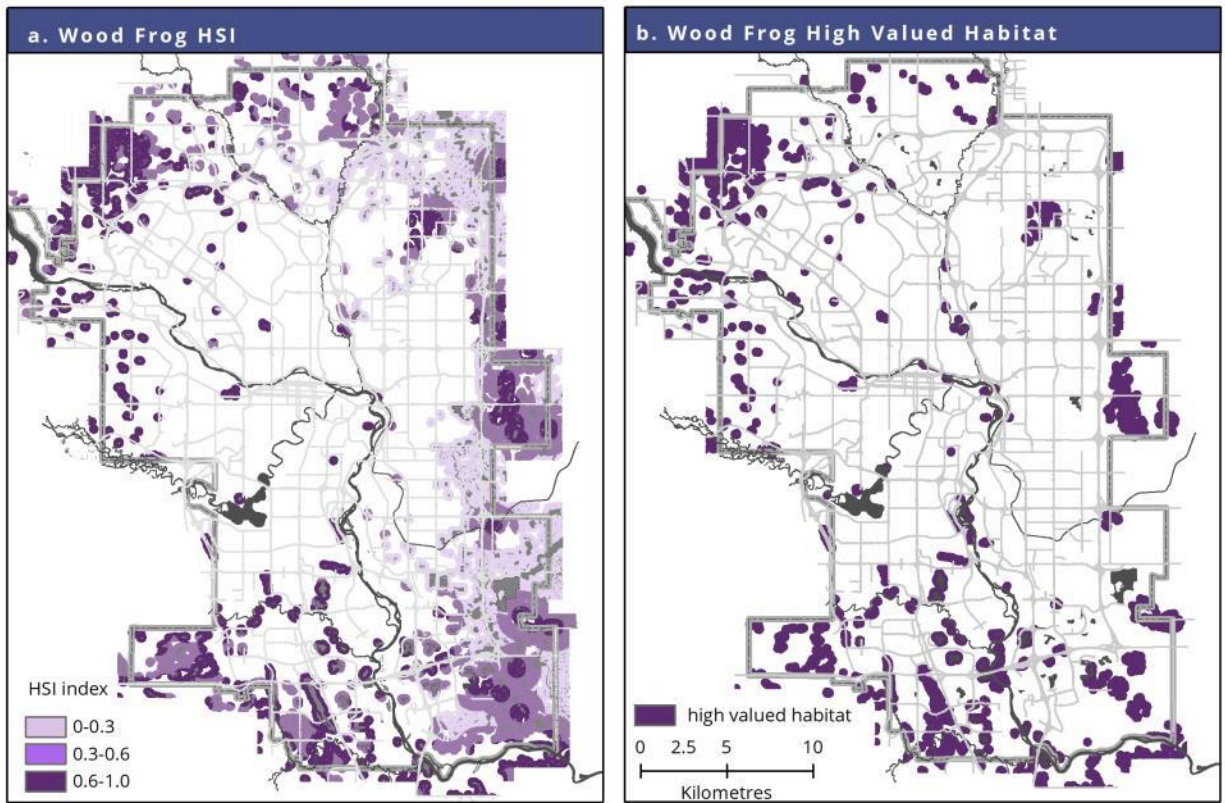 a. Wood Frog HSI
HSI index
0-0.3
0.3-0.6
0.6-1.0
b. Wood Frog High Valued Habitat
high valued habitat
0 2.5 5 10
Kilometres